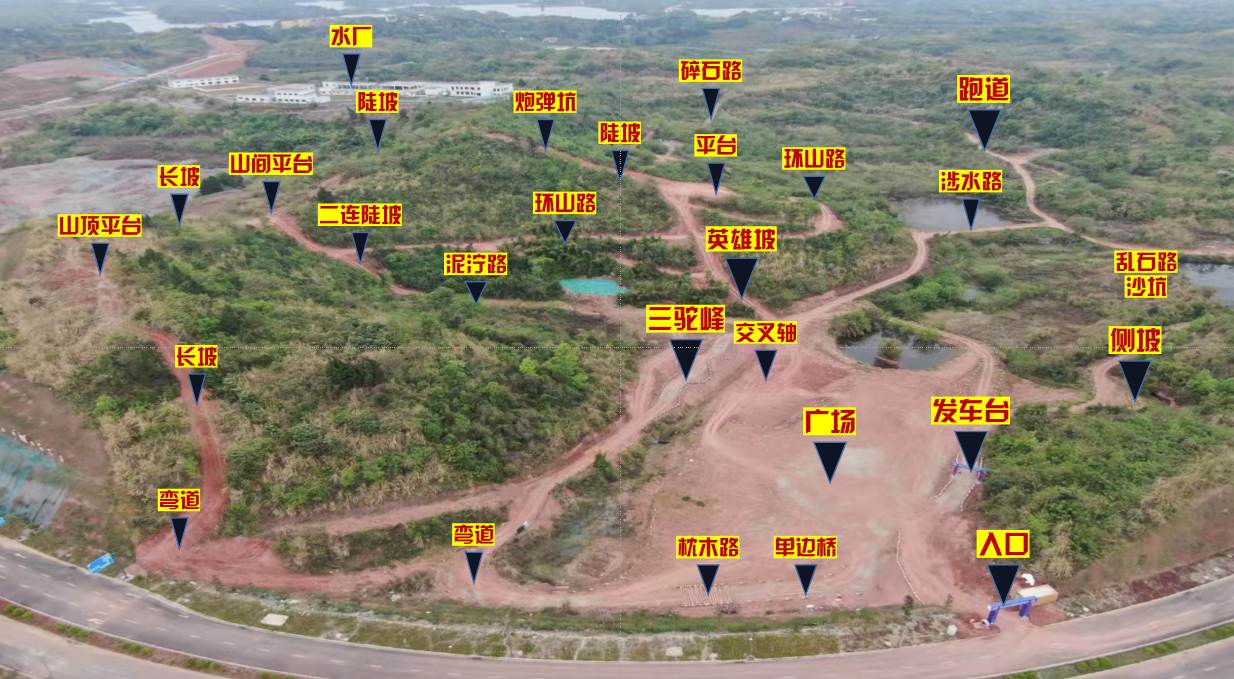 水厂
碎石路
跑道
陡坡
炮弹坑
陡坡
平台
环山路
山间平台
长坡
涉水路
环山路
二连陡坡
山顶平台
英雄坡
泥泞路
乱石路
沙坑
三驼峰
交叉轴
侧坡
长坡
发车台
广场
弯道
弯道
枕木路
单边桥
入口